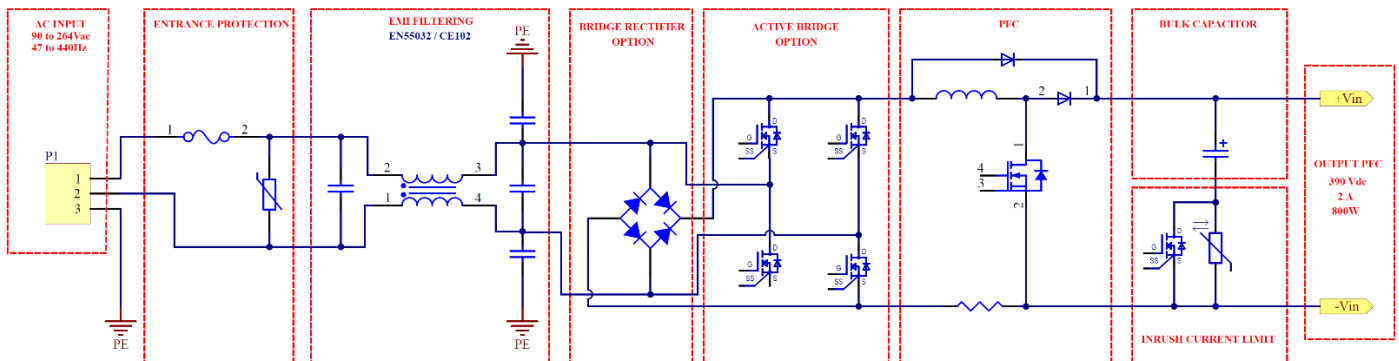 AC INPUT
90 to 264Vac
47 to 440Hz
ENTRANCE PROTECTION
EMI FILTERING
EN55032 / CE102
BRIDGE RECTIFIER
OPTION
ACTIVE BRIDGE
OPTION
PFC
BULK CAPACITOR
PE
P1
1
2
3
PE
1
2
2
3
1
4
PE
D
G
SS
S
D
G
SS
S
D
G
SS
S
D
G
SS
S
2
1
1
4
3
2
D
G
SS
S
+
INRUSH CURRENT LIMIT
+Vin
OUTPUT PFC
390 Vdc
2 A
800W
-Vin